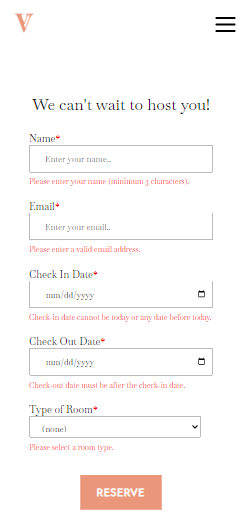 V
We can't wait to host you!
Name*
Enter your name..
Please enter your name (minimum 3 characters).
Email*
Enter your email..
Please enter a valid email address.
Check In Date*
mm/dd/yyyy
Check-in date cannot be today or any date before today.
Check Out Date*
mm/dd/yyyy
Check-out date must be after the check-in date.
Type of Room*
(none)
Please select a room type.
RESERVE